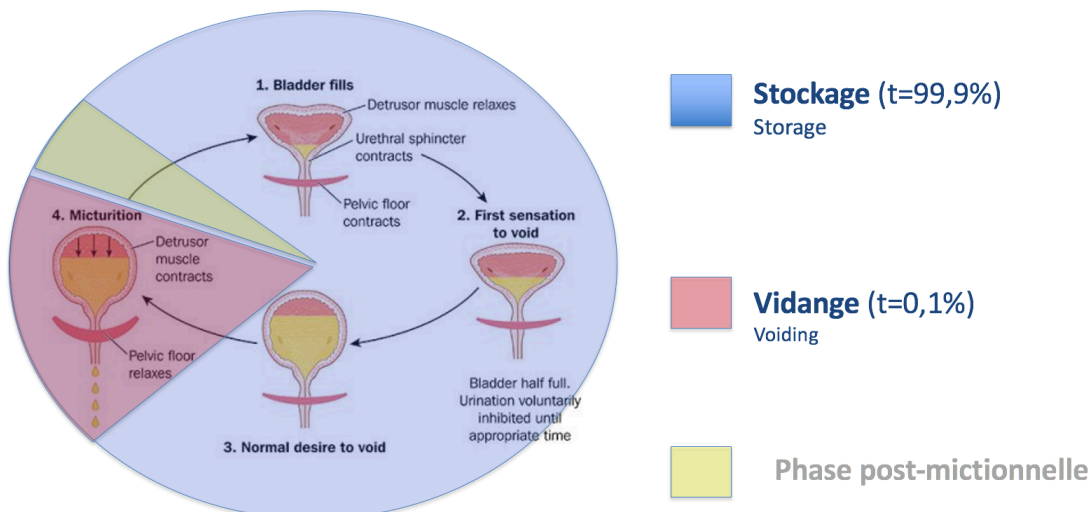 1. Bladder fills
Detrusor muscle relaxes
Urethral sphincter
contracts
Pelvic floor
contracts
2. First sensation
to void
Bladder half full.
Urination voluntarily
inhibited until
appropriate time
3. Normal desire to void
4. Micturition
Detrusor
muscle
contracts
Pelvic floor
relaxes
Stockage (t=99,9%)
Storage
Vidange (t=0,1%)
Voiding
Phase post-mictionnelle